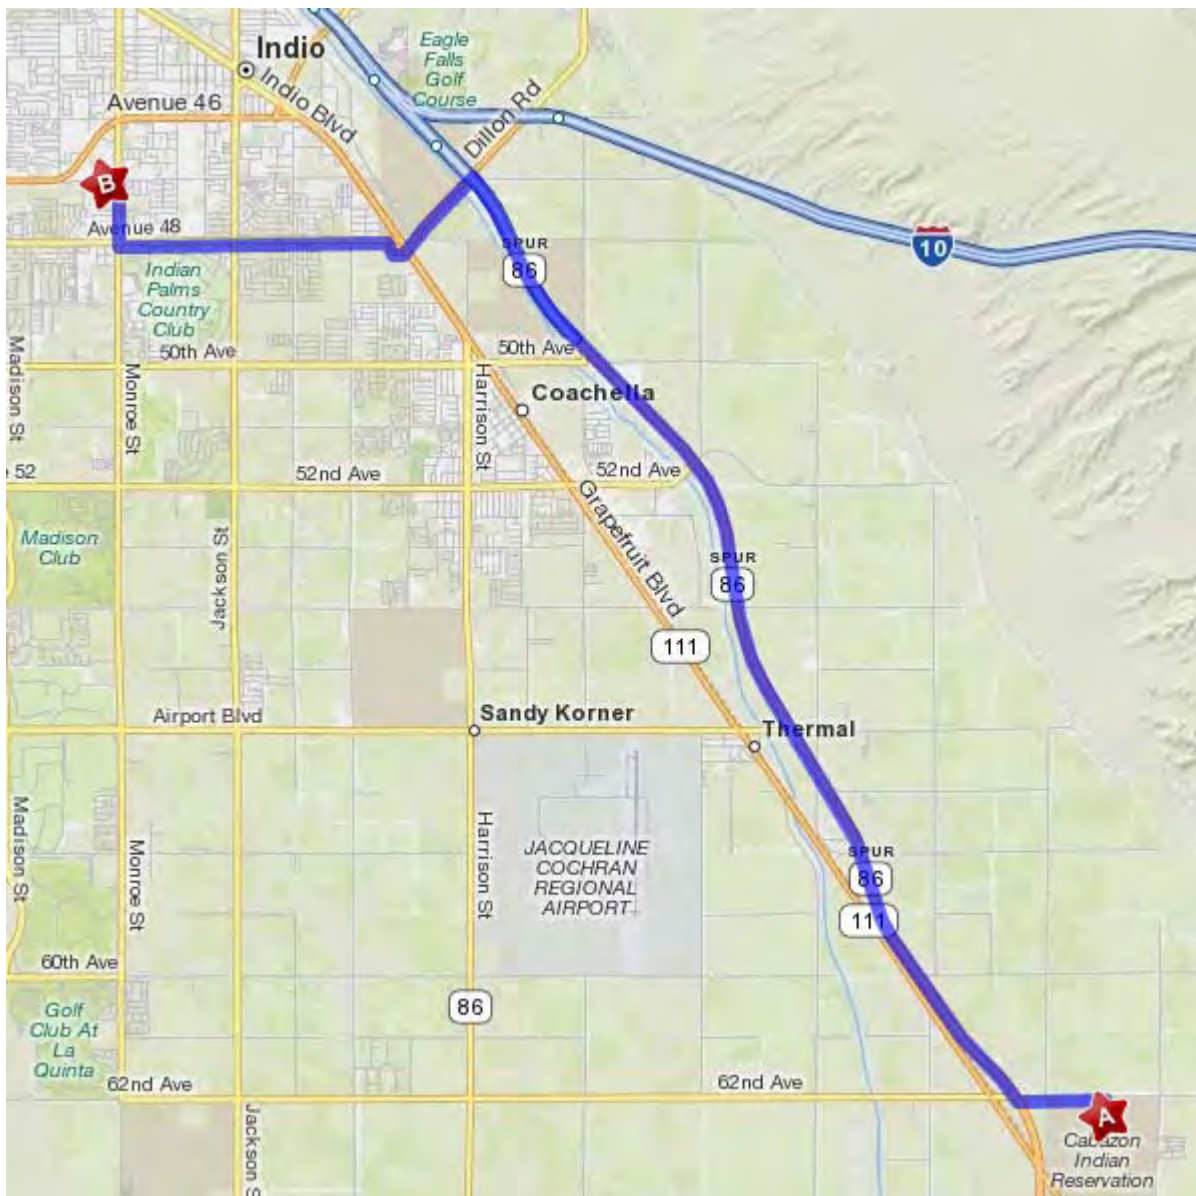 Indio
Eagle
Falls
Golf
Course
Avenue 46
Indio Blvd
Dillon Rd
B
Avenue 48
SPUR
86
10
Indian
Palms
Country
Club
Madison St
Monroe St
50th Ave
50th Ave
Harrison St
Coachella
52
52nd Ave
52nd Ave
Grapefruit Blvd
Madison
Club
Jackson St
SPUR
86
111
Airport Blvd
Sandy Korner
Thermal
Madison St
Monroe St
Harrison St
JACQUELINE
COCHRAN
REGIONAL
AIRPORT
SPUR
86
111
60th Ave
Golf
Club At
La
Quinta
86
62nd Ave
62nd Ave
Jackson S
A
Cabazon
Indian
Reservation